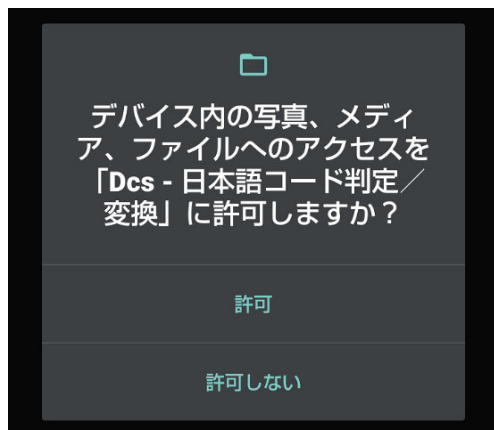 デバイス内の写真、メディ
ア、ファイルへのアクセスを
「Dcs - 日本語コード判定／
変換」に許可しますか？
許可
許可しない